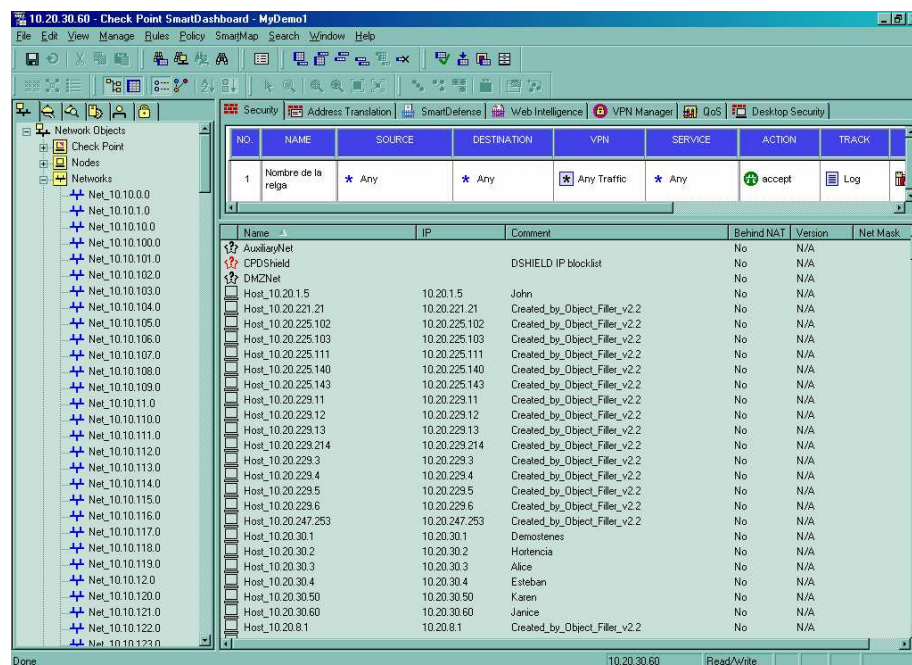 10.20.30.60 - Check Point SmartDashboard - MyDemo1
File Edit View Manage Rules Policy SmartMap Search Window Help
Security Address Translation SmartDefense Web Intelligence VPN Manager QoS Desktop Security
Network Objects
Check Point
Nodes
Networks
Net_10.10.0.0
Net_10.10.1.0
Net_10.10.10.0
Net_10.10.100.0
Net_10.10.101.0
Net_10.10.102.0
Net_10.10.103.0
Net_10.10.104.0
Net_10.10.105.0
Net_10.10.106.0
Net_10.10.107.0
Net_10.10.108.0
Net_10.10.109.0
Net_10.10.11.0
Net_10.10.110.0
Net_10.10.111.0
Net_10.10.112.0
Net_10.10.113.0
Net_10.10.114.0
Net_10.10.115.0
Net_10.10.116.0
Net_10.10.117.0
Net_10.10.118.0
Net_10.10.119.0
Net_10.10.12.0
Net_10.10.120.0
Net_10.10.121.0
Net_10.10.122.0
Net_10.10.123.0
NO. NAME SOURCE DESTINATION VPN SERVICE ACTION TRACK
1 Nombre de la relga * Any * Any * Any Traffic * Any accept Log
Name IP Comment Behind NAT Version Net Mask
AuxiliaryNet No N/A
CPDShield DSHIELD IP blocklist No N/A
DMZNet No N/A
Host_10.20.1.5 10.20.1.5 John No N/A
Host_10.20.221.21 10.20.221.21 Created_by_Object_Filler_v2.2 No N/A
Host_10.20.225.102 10.20.225.102 Created_by_Object_Filler_v2.2 No N/A
Host_10.20.225.103 10.20.225.103 Created_by_Object_Filler_v2.2 No N/A
Host_10.20.225.111 10.20.225.111 Created_by_Object_Filler_v2.2 No N/A
Host_10.20.225.140 10.20.225.140 Created_by_Object_Filler_v2.2 No N/A
Host_10.20.225.143 10.20.225.143 Created_by_Object_Filler_v2.2 No N/A
Host_10.20.229.11 10.20.229.11 Created_by_Object_Filler_v2.2 No N/A
Host_10.20.229.12 10.20.229.12 Created_by_Object_Filler_v2.2 No N/A
Host_10.20.229.13 10.20.229.13 Created_by_Object_Filler_v2.2 No N/A
Host_10.20.229.214 10.20.229.214 Created_by_Object_Filler_v2.2 No N/A
Host_10.20.229.3 10.20.229.3 Created_by_Object_Filler_v2.2 No N/A
Host_10.20.229.4 10.20.229.4 Created_by_Object_Filler_v2.2 No N/A
Host_10.20.229.5 10.20.229.5 Created_by_Object_Filler_v2.2 No N/A
Host_10.20.229.6 10.20.229.6 Created_by_Object_Filler_v2.2 No N/A
Host_10.20.247.253 10.20.247.253 Created_by_Object_Filler_v2.2 No N/A
Host_10.20.30.1 10.20.30.1 Demostenes No N/A
Host_10.20.30.2 10.20.30.2 Hortencia No N/A
Host_10.20.30.3 10.20.30.3 Alice No N/A
Host_10.20.30.4 10.20.30.4 Esteban No N/A
Host_10.20.30.50 10.20.30.50 Karen No N/A
Host_10.20.30.60 10.20.30.60 Janice No N/A
Host_10.20.8.1 10.20.8.1 Created_by_Object_Filler_v2.2 No N/A
Done 10.20.30.60 Read/Write